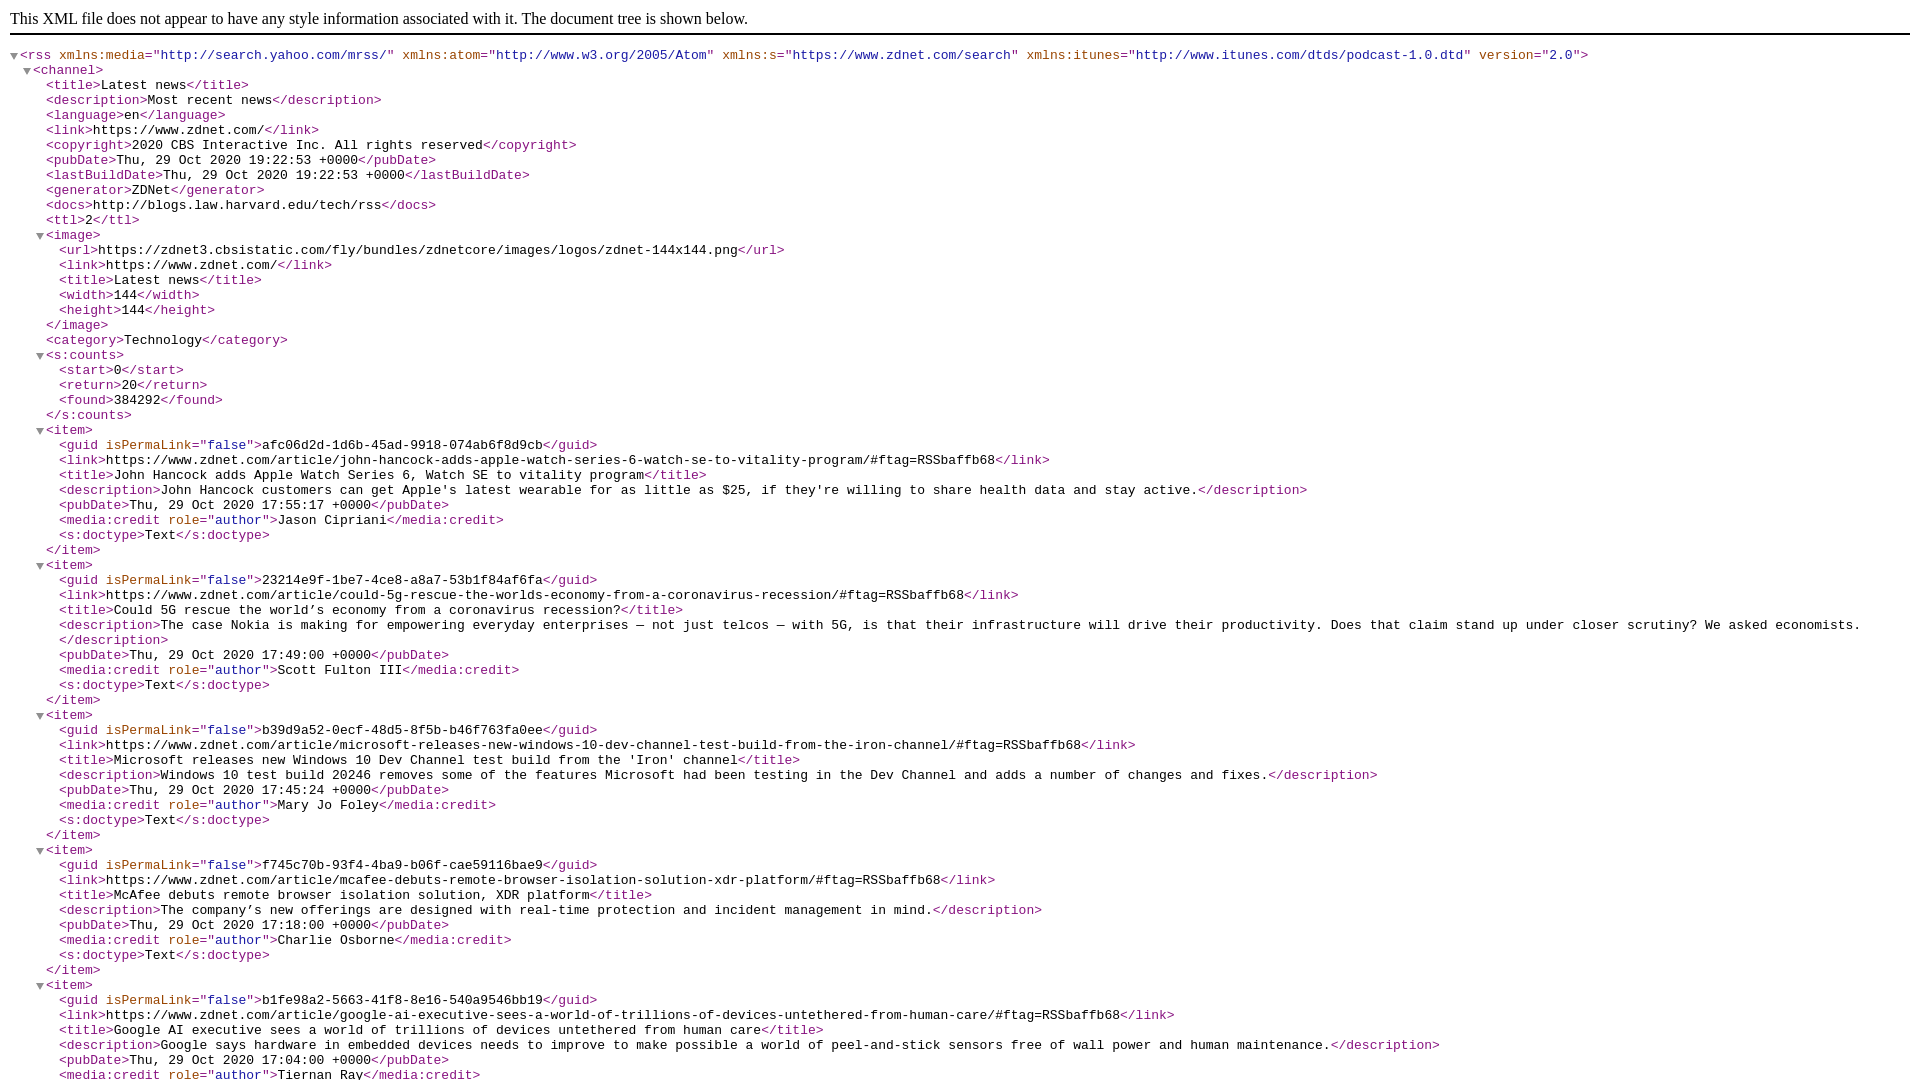 This XML file does not appear to have any style information associated with it. The document tree is shown below.
<rss xmlns:media="http://search.yahoo.com/mrss/" xmlns:atom="http://www.w3.org/2005/Atom" xmlns:s="https://www.zdnet.com/search" xmlns:itunes="http://www.itunes.com/dtds/podcast-1.0.dtd" version="2.0">
<channel>
<title>Latest news</title>
<description>Most recent news</description>
<language>en</language>
<link>https://www.zdnet.com/</link>
<copyright>2020 CBS Interactive Inc. All rights reserved</copyright>
<pubDate>Thu, 29 Oct 2020 19:22:53 +0000</pubDate>
<lastBuildDate>Thu, 29 Oct 2020 19:22:53 +0000</lastBuildDate>
<generator>ZDNet</generator>
<docs>http://blogs.law.harvard.edu/tech/rss</docs>
<ttl>2</ttl>
<image>
<url>https://zdnet3.cbsistatic.com/fly/bundles/zdnetcore/images/logos/zdnet-144x144.png</url>
<link>https://www.zdnet.com/</link>
<title>Latest news</title>
<width>144</width>
<height>144</height>
</image>
<category>Technology</category>
<s:counts>
<start>0</start>
<return>20</return>
<found>384292</found>
</s:counts>
<item>
<guid isPermaLink="false">afc06d2d-1d6b-45ad-9918-074ab6f8d9cb</guid>
<link>https://www.zdnet.com/article/john-hancock-adds-apple-watch-series-6-watch-se-to-vitality-program/#ftag=RSSbaffb68</link>
<title>John Hancock adds Apple Watch Series 6, Watch SE to vitality program</title>
<description>John Hancock customers can get Apple's latest wearable for as little as $25, if they're willing to share health data and stay active.</description>
<pubDate>Thu, 29 Oct 2020 17:55:17 +0000</pubDate>
<media:credit role="author">Jason Cipriani</media:credit>
<s:doctype>Text</s:doctype>
</item>
<item>
<guid isPermaLink="false">23214e9f-1be7-4ce8-a8a7-53b1f84af6fa</guid>
<link>https://www.zdnet.com/article/could-5g-rescue-the-worlds-economy-from-a-coronavirus-recession/#ftag=RSSbaffb68</link>
<title>Could 5G rescue the world’s economy from a coronavirus recession?</title>
<description>The case Nokia is making for empowering everyday enterprises — not just telcos — with 5G, is that their infrastructure will drive their productivity. Does that claim stand up under closer scrutiny? We asked economists.
</description>
<pubDate>Thu, 29 Oct 2020 17:49:00 +0000</pubDate>
<media:credit role="author">Scott Fulton III</media:credit>
<s:doctype>Text</s:doctype>
</item>
<item>
<guid isPermaLink="false">b39d9a52-0ecf-48d5-8f5b-b46f763fa0ee</guid>
<link>https://www.zdnet.com/article/microsoft-releases-new-windows-10-dev-channel-test-build-from-the-iron-channel/#ftag=RSSbaffb68</link>
<title>Microsoft releases new Windows 10 Dev Channel test build from the 'Iron' channel</title>
<description>Windows 10 test build 20246 removes some of the features Microsoft had been testing in the Dev Channel and adds a number of changes and fixes.</description>
<pubDate>Thu, 29 Oct 2020 17:45:24 +0000</pubDate>
<media:credit role="author">Mary Jo Foley</media:credit>
<s:doctype>Text</s:doctype>
</item>
<item>
<guid isPermaLink="false">f745c70b-93f4-4ba9-b06f-cae59116bae9</guid>
<link>https://www.zdnet.com/article/mcafee-debuts-remote-browser-isolation-solution-xdr-platform/#ftag=RSSbaffb68</link>
<title>McAfee debuts remote browser isolation solution, XDR platform</title>
<description>The company’s new offerings are designed with real-time protection and incident management in mind.</description>
<pubDate>Thu, 29 Oct 2020 17:18:00 +0000</pubDate>
<media:credit role="author">Charlie Osborne</media:credit>
<s:doctype>Text</s:doctype>
</item>
<item>
<guid isPermaLink="false">b1fe98a2-5663-41f8-8e16-540a9546bb19</guid>
<link>https://www.zdnet.com/article/google-ai-executive-sees-a-world-of-trillions-of-devices-untethered-from-human-care/#ftag=RSSbaffb68</link>
<title>Google AI executive sees a world of trillions of devices untethered from human care</title>
<description>Google says hardware in embedded devices needs to improve to make possible a world of peel-and-stick sensors free of wall power and human maintenance.</description>
<pubDate>Thu, 29 Oct 2020 17:04:00 +0000</pubDate>
<media:credit role="author">Tiernan Ray</media:credit>